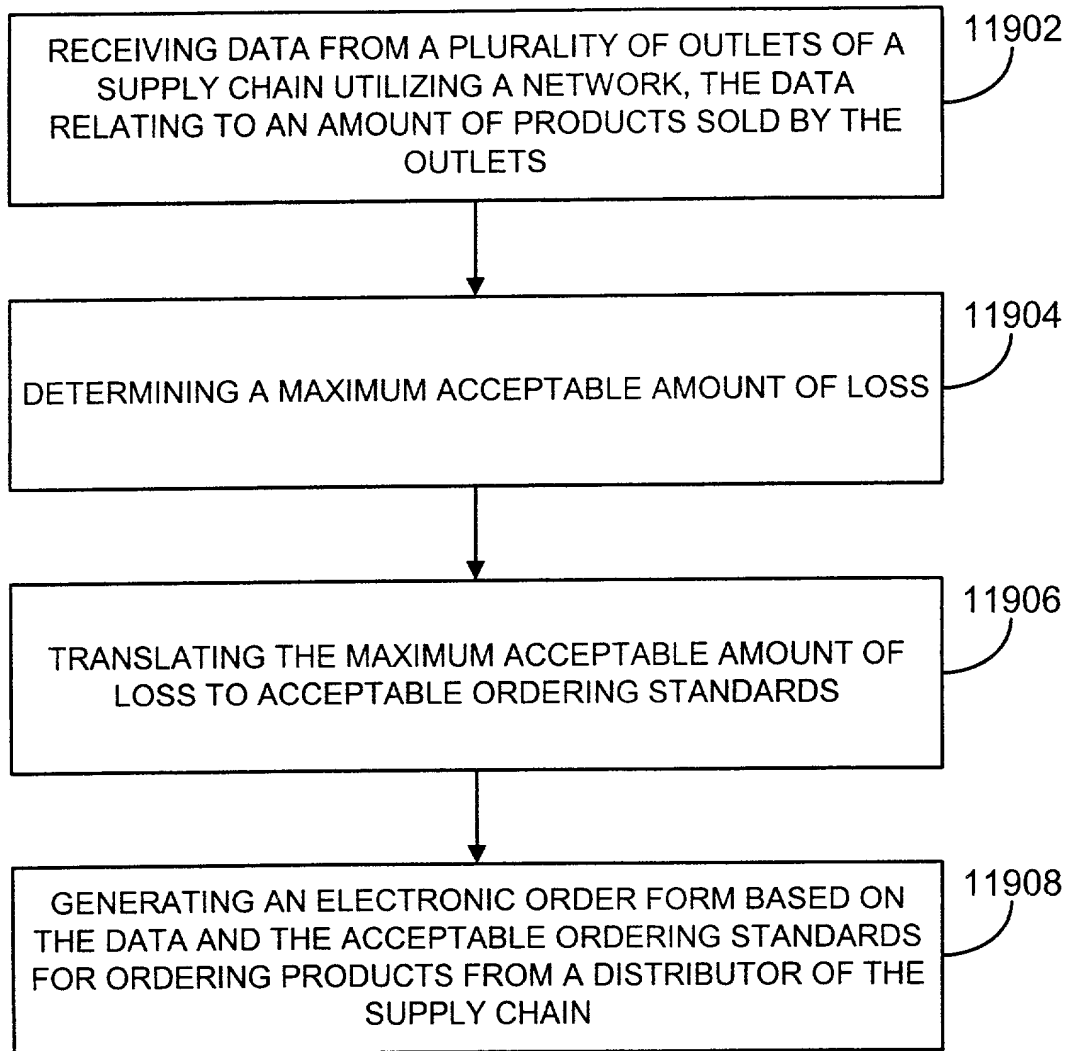 RECEIVING DATA FROM A PLURALITY OF OUTLETS OF A
SUPPLY CHAIN UTILIZING A NETWORK, THE DATA
RELATING TO AN AMOUNT OF PRODUCTS SOLD BY THE
OUTLETS
11902
DETERMINING A MAXIMUM ACCEPTABLE AMOUNT OF LOSS
11904
TRANSLATING THE MAXIMUM ACCEPTABLE AMOUNT OF
LOSS TO ACCEPTABLE ORDERING STANDARDS
11906
GENERATING AN ELECTRONIC ORDER FORM BASED ON
THE DATA AND THE ACCEPTABLE ORDERING STANDARDS
FOR ORDERING PRODUCTS FROM A DISTRIBUTOR OF THE
SUPPLY CHAIN
11908